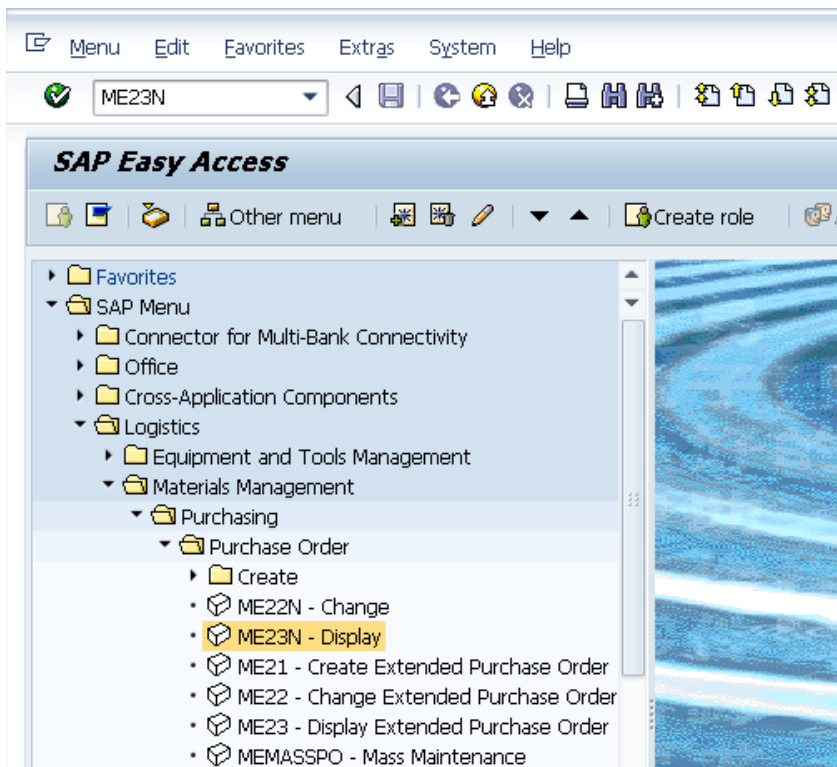 Menu Edit Favorites Extras System Help
ME23N
SAP Easy Access
Other menu Create role
Favorites
SAP Menu
Connector for Multi-Bank Connectivity
Office
Cross-Application Components
Logistics
Equipment and Tools Management
Materials Management
Purchasing
Purchase Order
Create
ME22N - Change
ME23N - Display
ME21 - Create Extended Purchase Order
ME22 - Change Extended Purchase Order
ME23 - Display Extended Purchase Order
MEMASSPO - Mass Maintenance